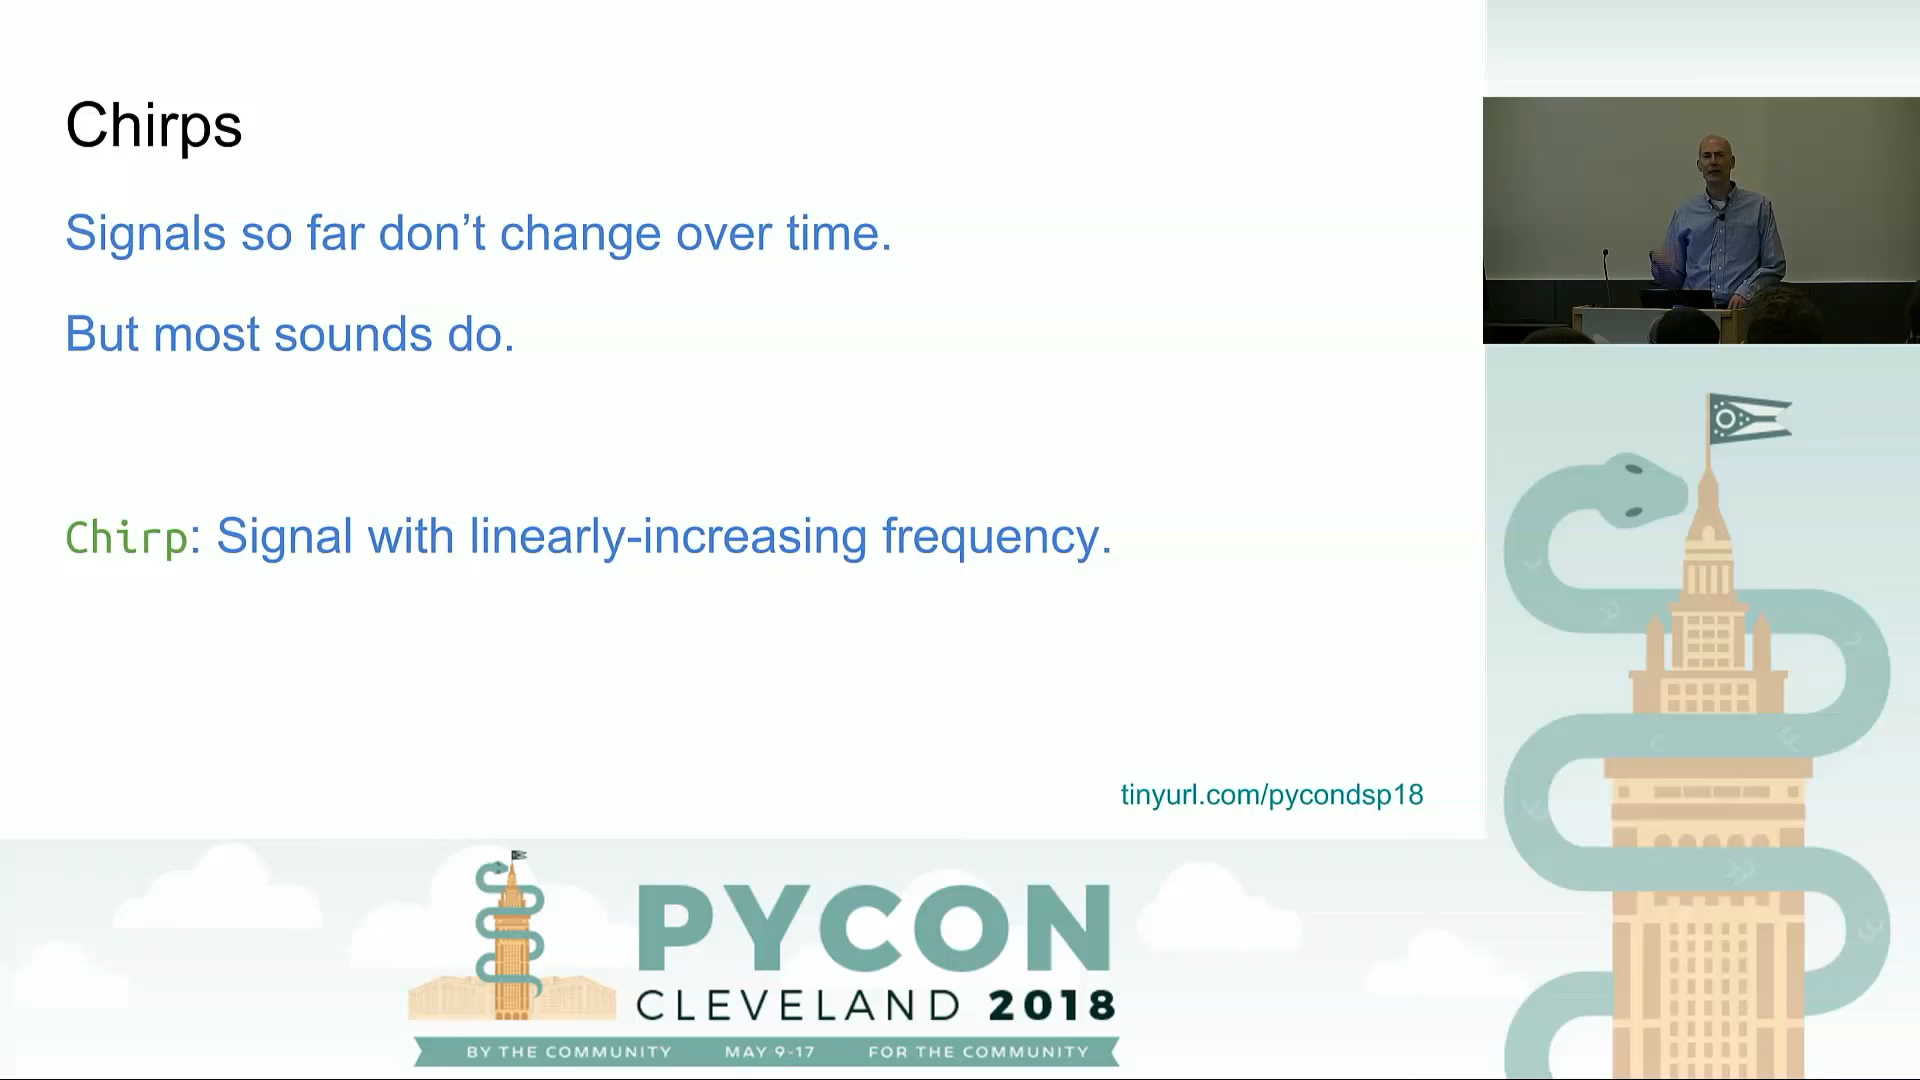 Chirps
Signals so far don’t change over time.
But most sounds do.
Chirp: Signal with linearly-increasing frequency.
tinyurl.com/pycondsp18
PYCON
CLEVELAND 2018
BY THE COMMUNITY MAY 9-17 FOR THE COMMUNITY